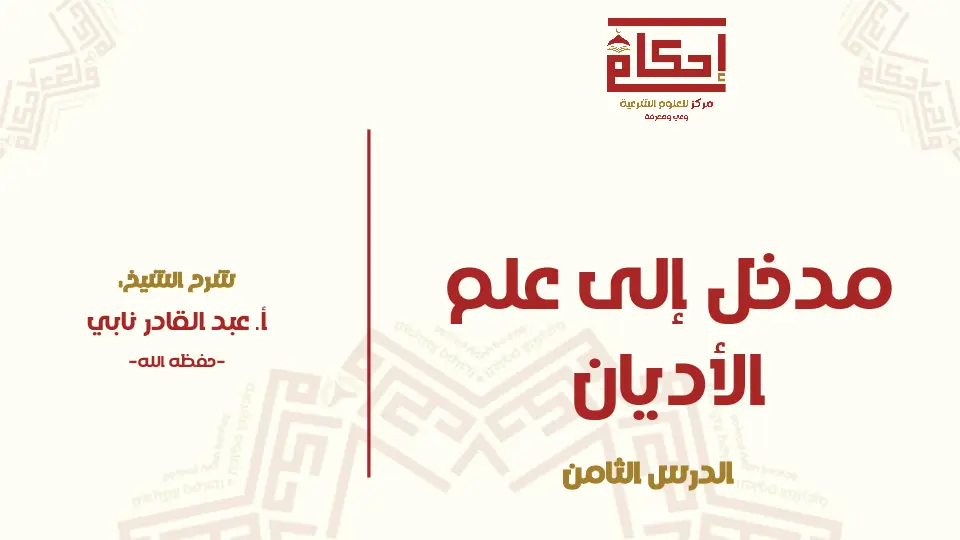 إحكام
مركز للعلوم الشرعية
وعي ومعرفة
مدخل إلى علم
الأديان
الدرس الثامن
شرح الشيخ:
أ. عبد القادر نابي
-حفظه الله-